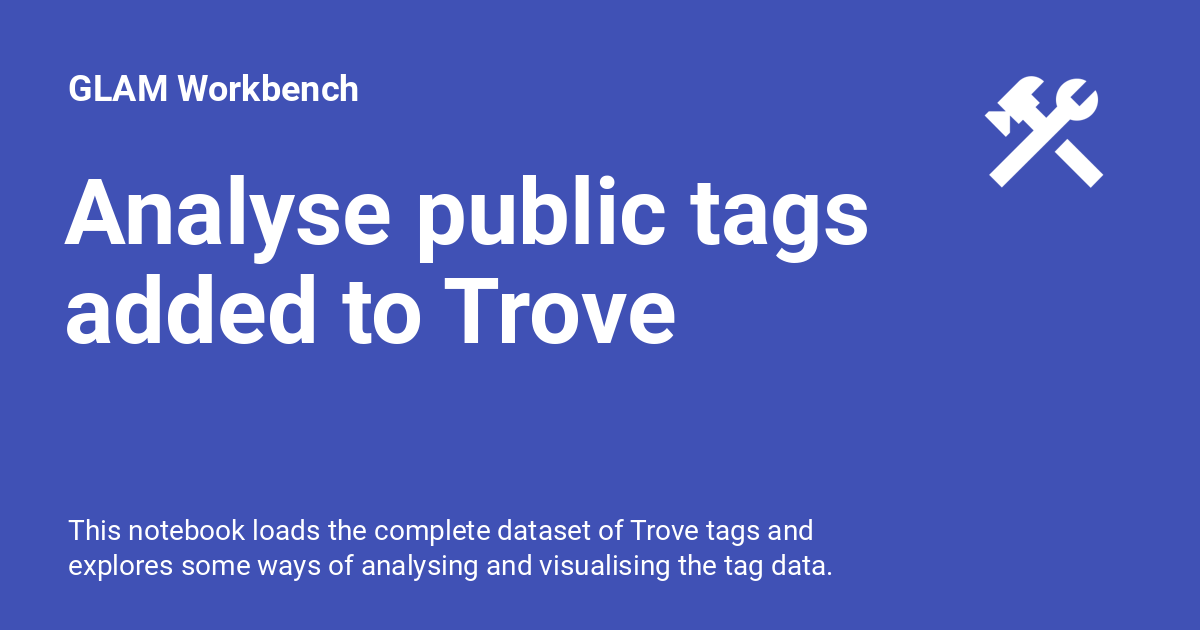 GLAM Workbench
Analyse public tags
added to Trove
This notebook loads the complete dataset of Trove tags and
explores some ways of analysing and visualising the tag data.